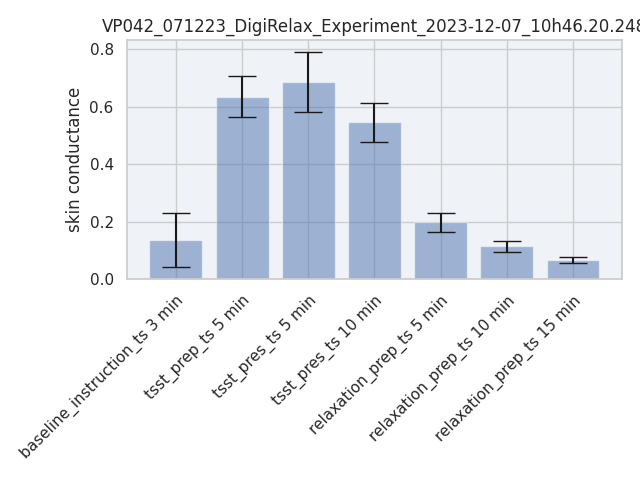 VP042_071223_DigiRelax_Experiment_2023-12-07_10h46.20.248
0.8
0.6
0.4
0.2
0.0
skin conductance
baseline_instruction_ts 3 min
tsst_prep_ts 5 min
tsst_pres_ts 5 min
tsst_pres_ts 10 min
relaxation_prep_ts 5 min
relaxation_prep_ts 10 min
relaxation_prep_ts 15 min